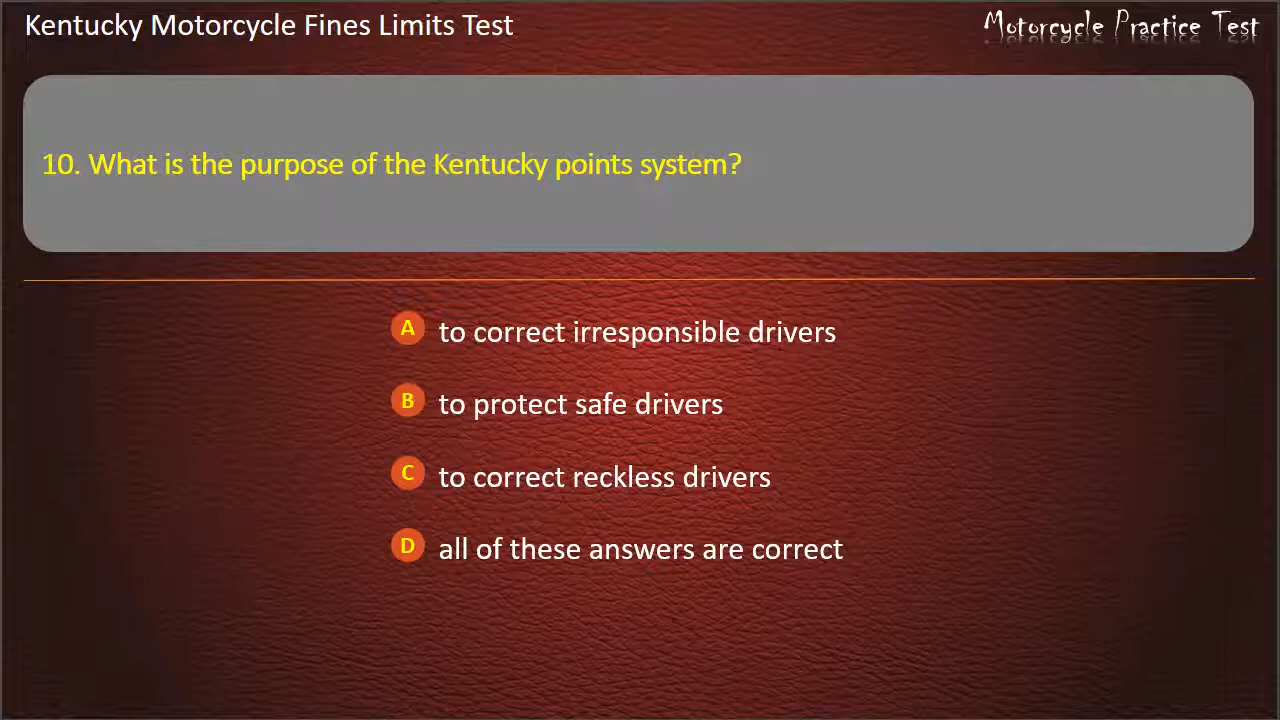 Kentucky Motorcycle Fines Limits Test
Motorcycle Practice Test
10. What is the purpose of the Kentucky points system?
A to correct irresponsible drivers
B to protect safe drivers
C to correct reckless drivers
D all of these answers are correct